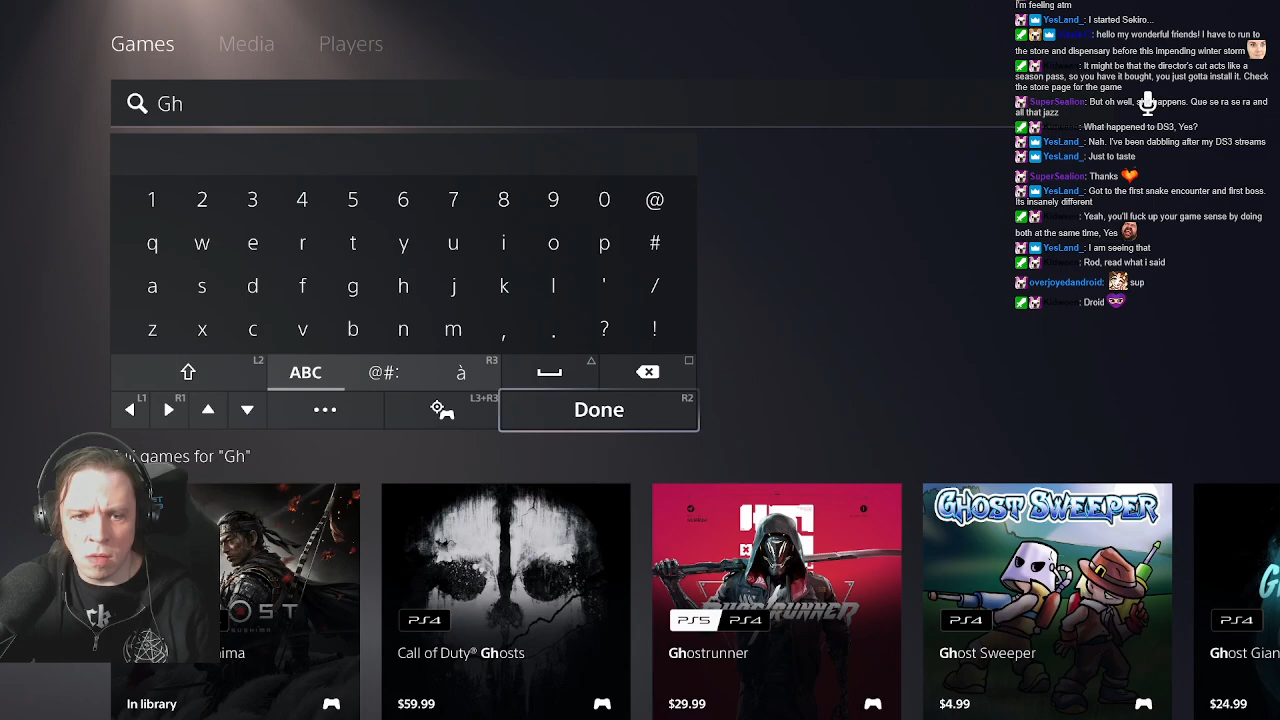 Games Media Players
Gh
1 2 3 4 5 6 7 8 9 0 @
q w e r t y u i o p #
a s d f g h j k l ' /
z x c v b n m , . ? !
L2 ABC @#: à R3
L1 R1 ••• L3+R3 Done R2
games for "Gh"
In library
PS4
Call of Duty® Ghosts
$59.99
PS5 PS4
Ghostrunner
$29.99
GHOST SWEEPER
PS4
Ghost Sweeper
$4.99
PS4
Ghost Gian
$24.99
I'm feeling atm
YesLand_: I started Sekiro...
: hello my wonderful friends! I have to run to
the store and dispensary before this Impending winter storm
: It might be that the director's cut acts like a
season pass, so you have it bought, you just gotta install it. Check
the store page for the game
SuperSealion: But oh well, happens. Que se ra se ra and
all that jazz
: What happened to DS3, Yes?
YesLand_: Nah. I've been dabbling after my DS3 streams
YesLand_: Just to taste
SuperSealion: Thanks
YesLand_: Got to the first snake encounter and first boss.
Its insanely different
: Yeah, you'll fuck up your game sense by doing
both at the same time, Yes
YesLand_: I am seeing that
: Rod, read what i said
overjoyedandroid: sup
: Droid